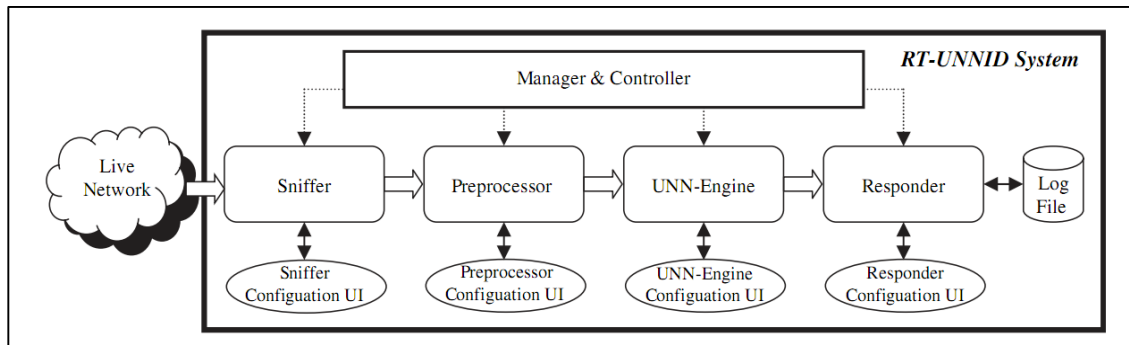 RT-UNNID System
Manager & Controller
Live
Network
Sniffer
Preprocessor
UNN-Engine
Responder
Log
File
Sniffer
Configuation UI
Preprocessor
Configuation UI
UNN-Engine
Configuation UI
Responder
Configuation UI